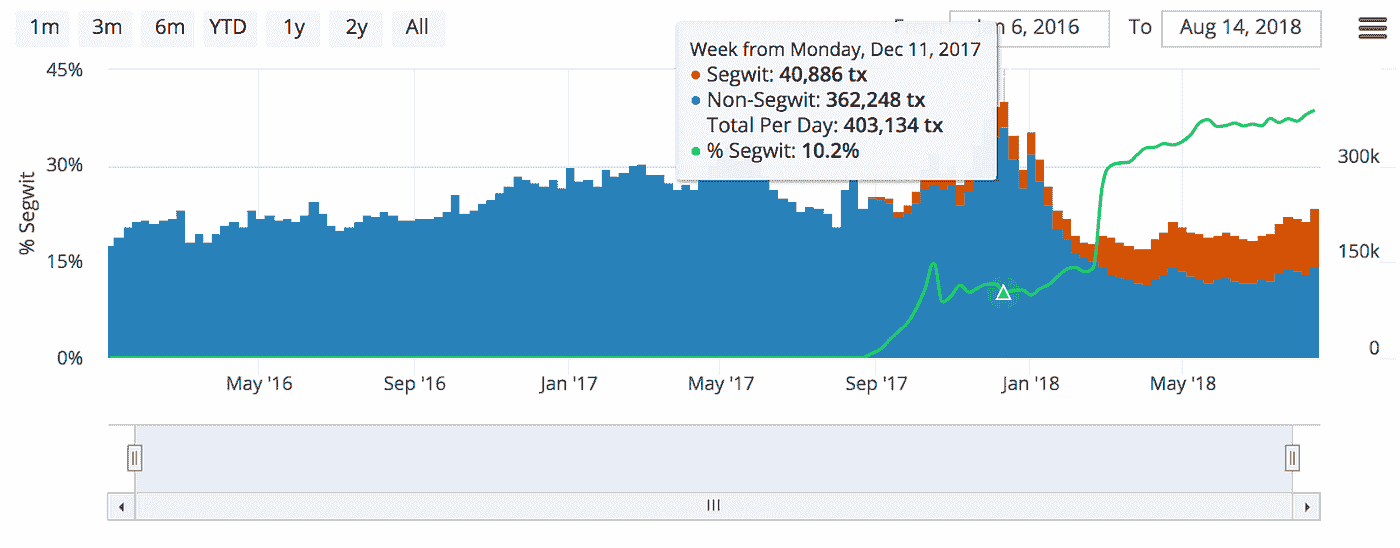 1m 3m 6m YTD 1y 2y All From Jan 6, 2016 To Aug 14, 2018
Week from Monday, Dec 11, 2017
Segwit: 40,886 tx
Non-Segwit: 362,248 tx
Total Per Day: 403,134 tx
% Segwit: 10.2%
45%
30%
15%
0%
% Segwit
300k
150k
0
May '16 Sep '16 Jan '17 May '17 Sep '17 Jan '18 May '18